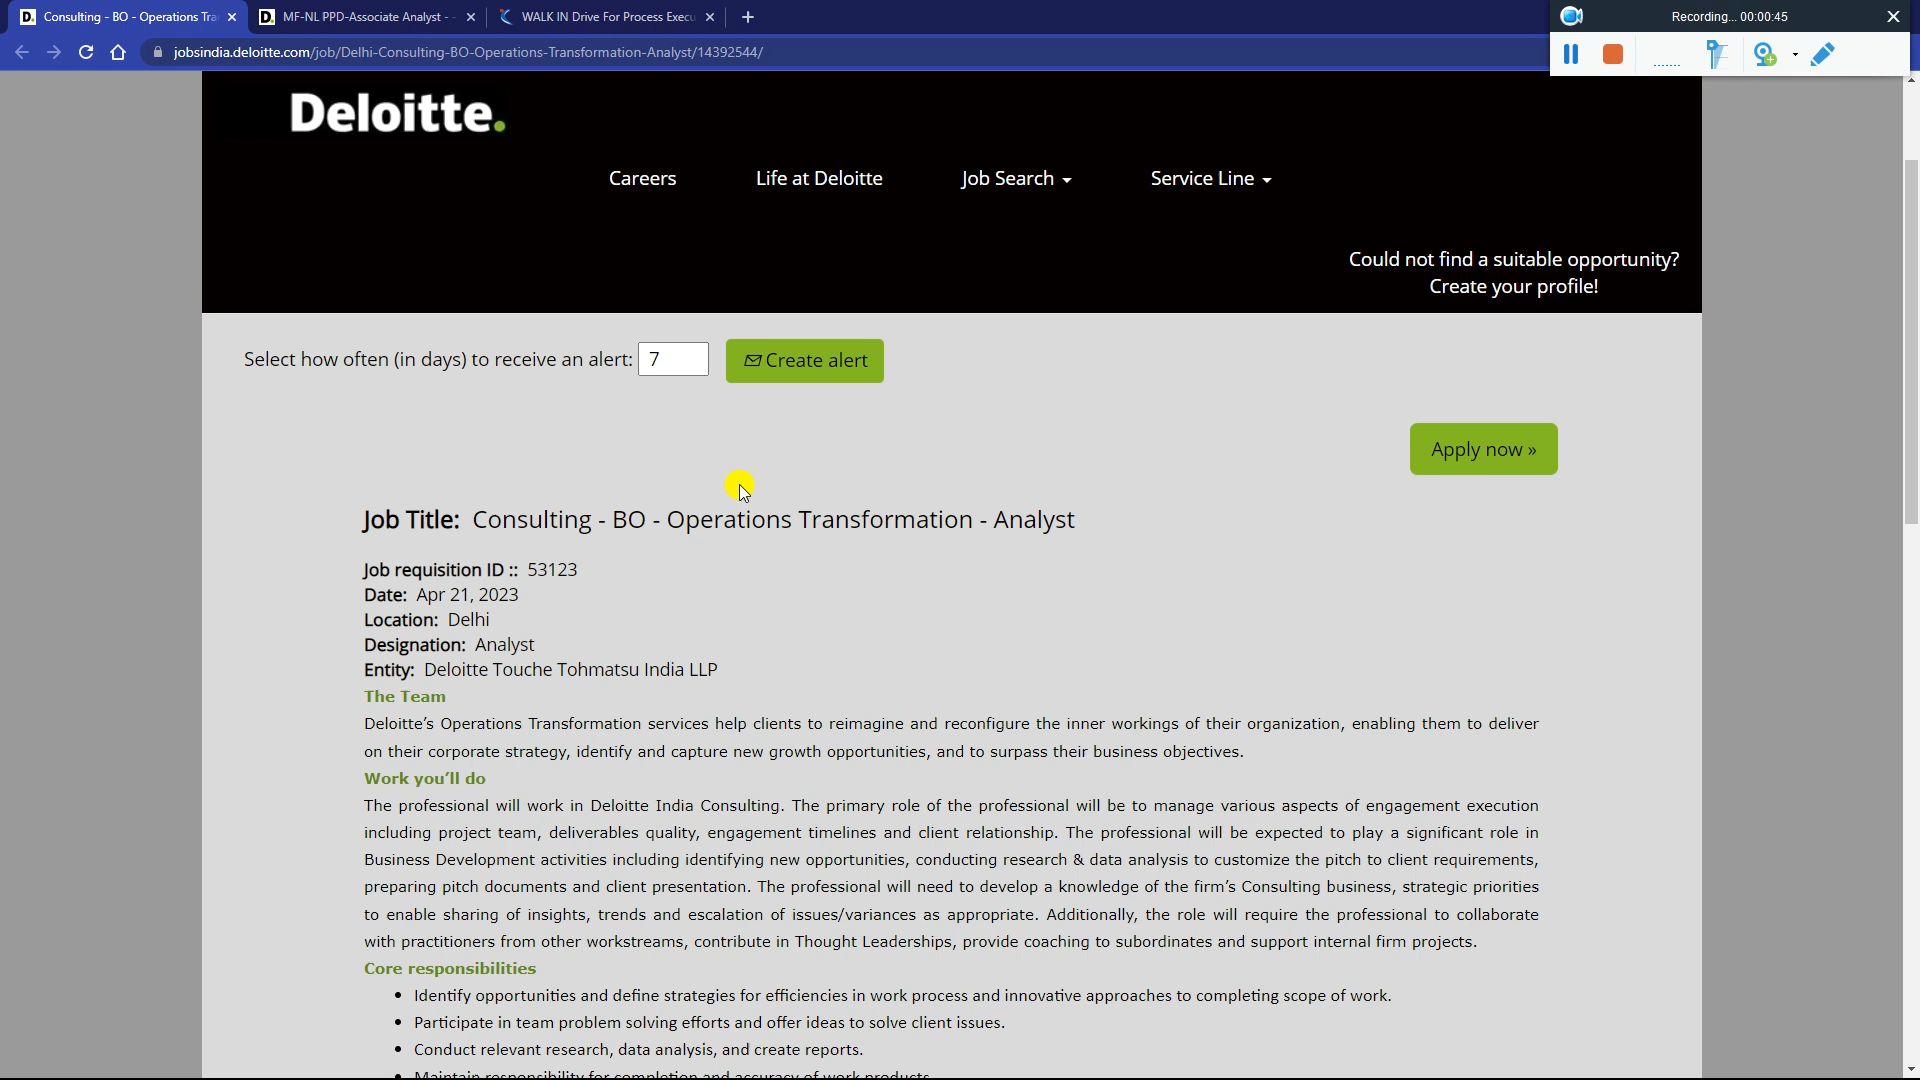 Consulting - BO - Operations Tra
MF-NL PPD-Associate Analyst -
WALK IN Drive For Process Execu
Recording... 00:00:45
jobsindia.deloitte.com/job/Delhi-Consulting-BO-Operations-Transformation-Analyst/14392544/
Deloitte.
Careers
Life at Deloitte
Job Search
Service Line
Could not find a suitable opportunity?
Create your profile!
Select how often (in days) to receive an alert: 7
Create alert
Apply now »
Job Title: Consulting - BO - Operations Transformation - Analyst
Job requisition ID :: 53123
Date: Apr 21, 2023
Location: Delhi
Designation: Analyst
Entity: Deloitte Touche Tohmatsu India LLP
The Team
Deloitte’s Operations Transformation services help clients to reimagine and reconfigure the inner workings of their organization, enabling them to deliver
on their corporate strategy, identify and capture new growth opportunities, and to surpass their business objectives.
Work you’ll do
The professional will work in Deloitte India Consulting. The primary role of the professional will be to manage various aspects of engagement execution
including project team, deliverables quality, engagement timelines and client relationship. The professional will be expected to play a significant role in
Business Development activities including identifying new opportunities, conducting research & data analysis to customize the pitch to client requirements,
preparing pitch documents and client presentation. The professional will need to develop a knowledge of the firm’s Consulting business, strategic priorities
to enable sharing of insights, trends and escalation of issues/variances as appropriate. Additionally, the role will require the professional to collaborate
with practitioners from other workstreams, contribute in Thought Leaderships, provide coaching to subordinates and support internal firm projects.
Core responsibilities
• Identify opportunities and define strategies for efficiencies in work process and innovative approaches to completing scope of work.
• Participate in team problem solving efforts and offer ideas to solve client issues.
• Conduct relevant research, data analysis, and create reports.
• Maintain responsibility for completion and accuracy of work products.